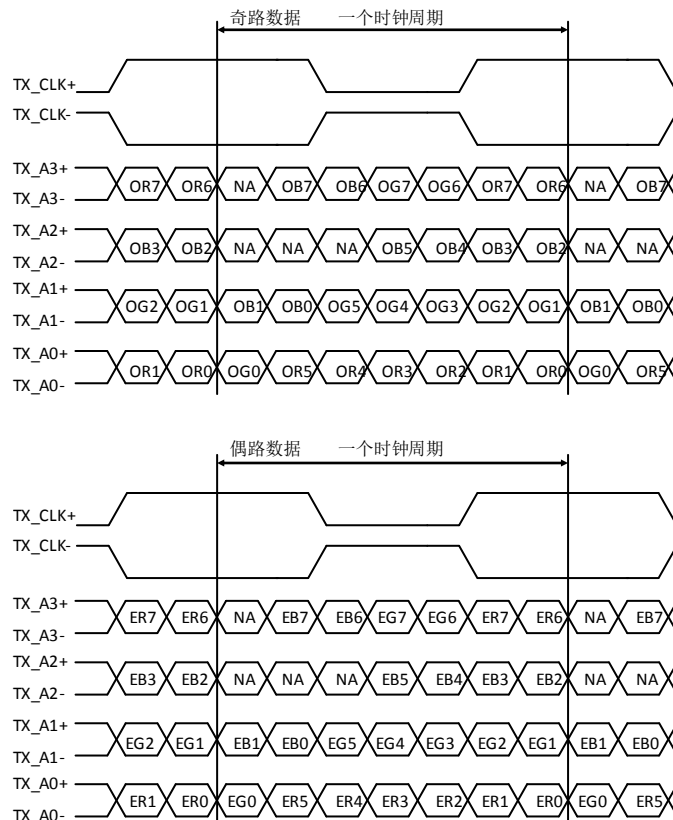 奇路数据 一个时钟周期
TX_CLK+
TX_CLK-
TX_A3+
OR7 OR6 NA OB7 OB6 OG7 OG6 OR7 OR6 NA OB7
TX_A3-
TX_A2+
OB3 OB2 NA NA NA OB5 OB4 OB3 OB2 NA NA
TX_A2-
TX_A1+
OG2 OG1 OB1 OB0 OG5 OG4 OG3 OG2 OG1 OB1 OB0
TX_A1-
TX_A0+
OR1 OR0 OG0 OR5 OR4 OR3 OR2 OR1 OR0 OG0 OR5
TX_A0-
偶路数据 一个时钟周期
TX_CLK+
TX_CLK-
TX_A3+
ER7 ER6 NA EB7 EB6 EG7 EG6 ER7 ER6 NA EB7
TX_A3-
TX_A2+
EB3 EB2 NA NA NA EB5 EB4 EB3 EB2 NA NA
TX_A2-
TX_A1+
EG2 EG1 EB1 EB0 EG5 EG4 EG3 EG2 EG1 EB1 EB0
TX_A1-
TX_A0+
ER1 ER0 EG0 ER5 ER4 ER3 ER2 ER1 ER0 EG0 ER5
TX_A0-